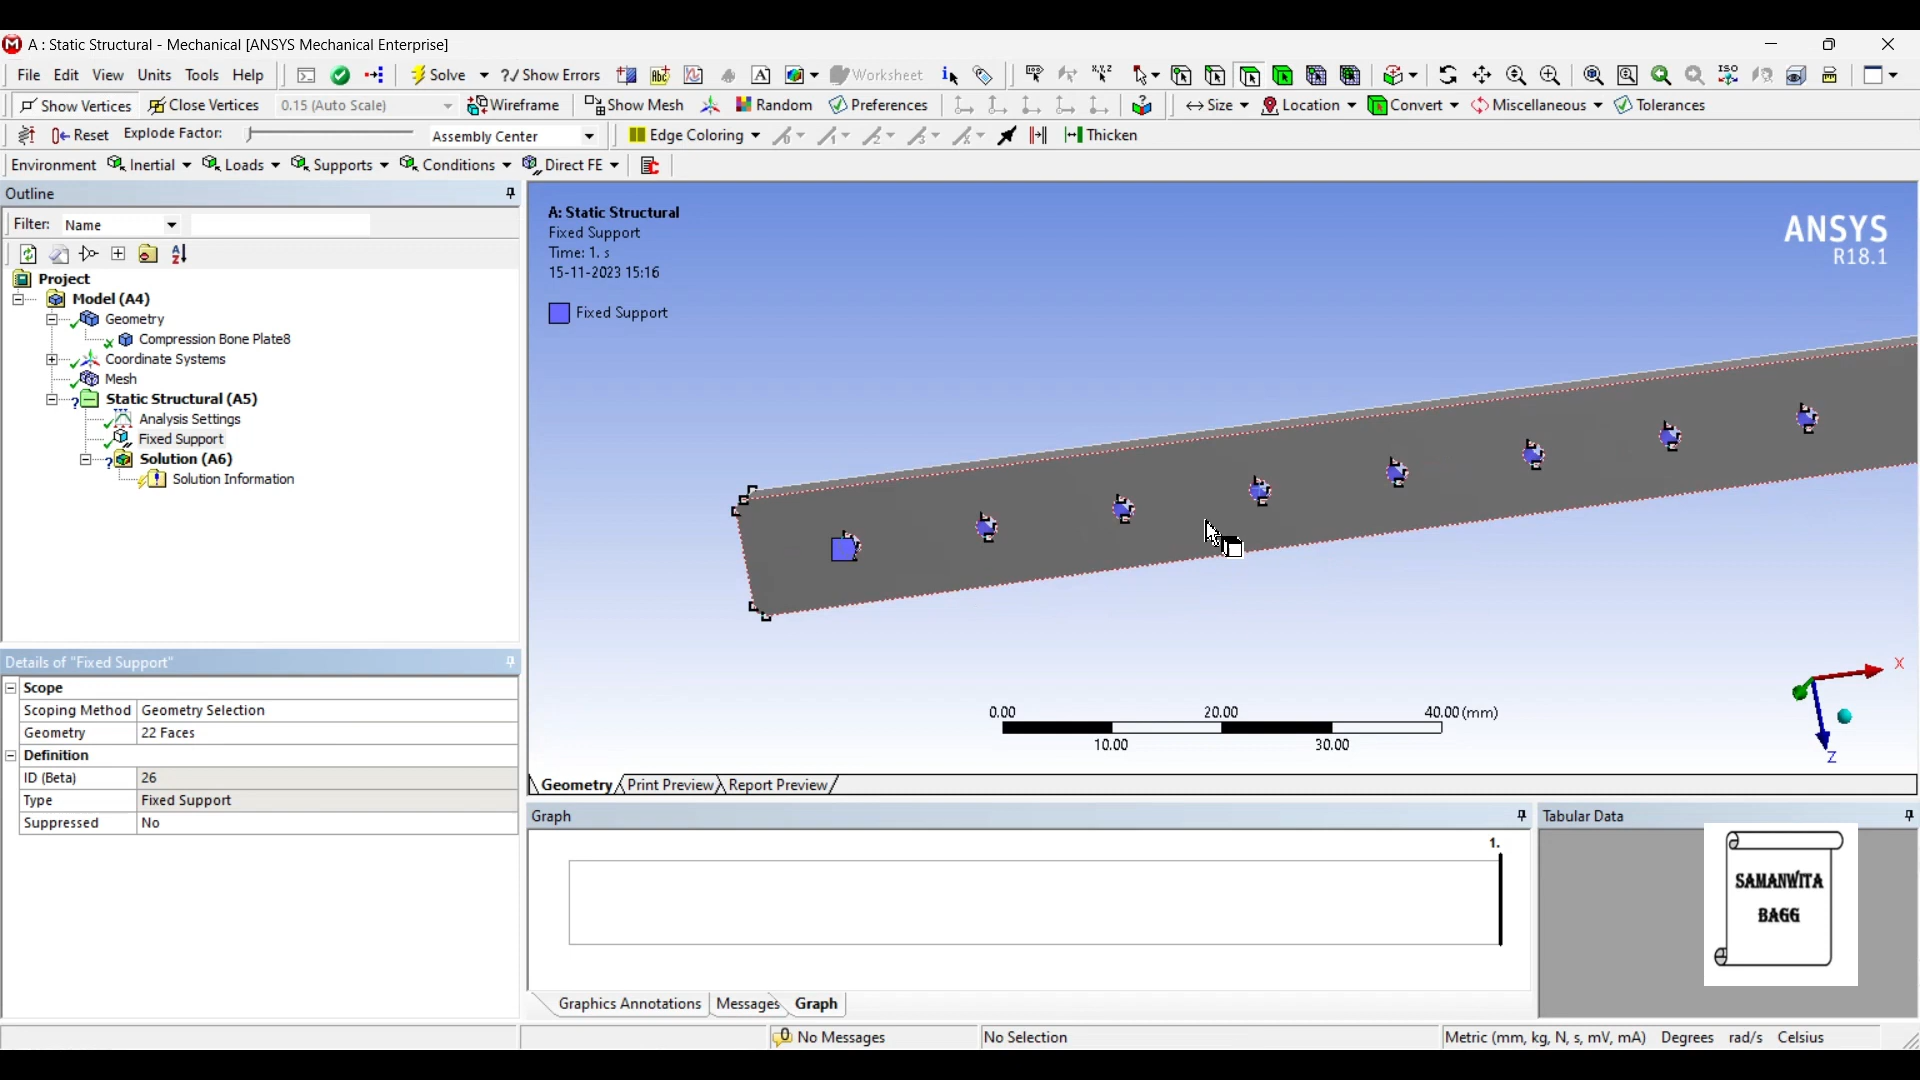 A : Static Structural - Mechanical [ANSYS Mechanical Enterprise]
File Edit View Units Tools Help Solve ?/ Show Errors Worksheet
Show Vertices Close Vertices 0.15 (Auto Scale) Wireframe Show Mesh Random Preferences Size Location Convert Miscellaneous Tolerances
Reset Explode Factor: Assembly Center Edge Coloring Thicken
Environment Inertial Loads Supports Conditions Direct FE
Outline
Filter: Name
Project
Model (A4)
Geometry
Compression Bone Plate8
Coordinate Systems
Mesh
Static Structural (A5)
Analysis Settings
Fixed Support
Solution (A6)
Solution Information
Details of "Fixed Support"
Scope
Scoping Method Geometry Selection
Geometry 22 Faces
Definition
ID (Beta) 26
Type Fixed Support
Suppressed No
A: Static Structural
Fixed Support
Time: 1. s
15-11-2023 15:16
Fixed Support
ANSYS
R18.1
X
Z
0.00 20.00 40.00 (mm)
10.00 30.00
Geometry Print Preview Report Preview
Graph
1.
Tabular Data
SAMANWITA
BAGG
Graphics Annotations Messages Graph
0 No Messages No Selection Metric (mm, kg, N, s, mV, mA) Degrees rad/s Celsius